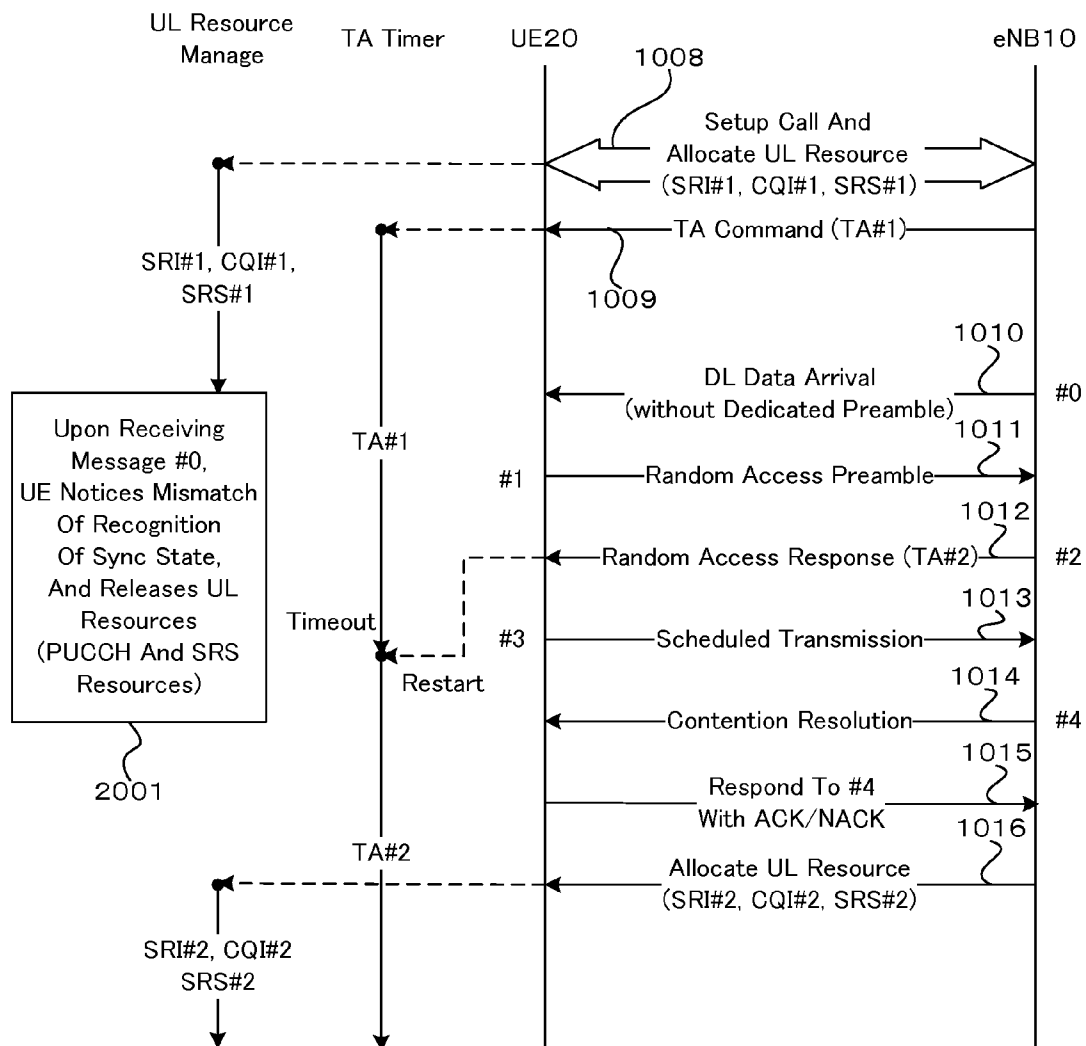 UL Resource
Manage
TA Timer
UE20
eNB10
1008
Setup Call And
Allocate UL Resource
(SRI#1, CQI#1, SRS#1)
TA Command (TA#1)
1009
SRI#1, CQI#1,
SRS#1
1010
DL Data Arrival
(without Dedicated Preamble)
#0
Upon Receiving
Message #0,
UE Notices Mismatch
Of Recognition
Of Sync State,
And Releases UL
Resources
(PUCCH And SRS
Resources)
2001
TA#1
1011
#1
Random Access Preamble
1012
Random Access Response (TA#2)
#2
Timeout
Restart
1013
#3
Scheduled Transmission
1014
Contention Resolution
#4
1015
Respond To #4
With ACK/NACK
1016
TA#2
Allocate UL Resource
(SRI#2, CQI#2, SRS#2)
SRI#2, CQI#2
SRS#2